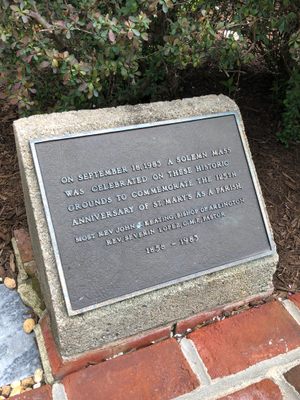 ON SEPTEMBER 18, 1983 A SOLEMN MASS
WAS CELEBRATED ON THESE HISTORIC
GROUNDS TO COMMEMORATE THE 125TH
ANNIVERSARY OF ST. MARY'S AS A PARISH.
MOST REV. JOHN R. KEATING, BISHOP OF ARLINGTON
REV. SEVERIN LOPEZ, O.M.F., PASTOR
1858 - 1983